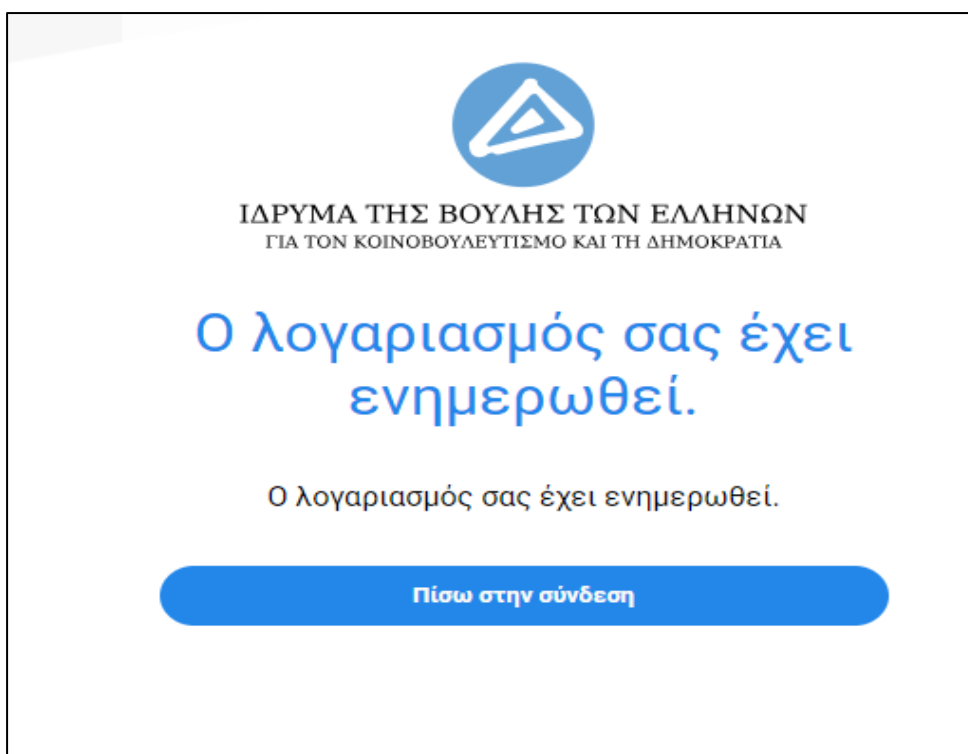 ΙΔΡΥΜΑ ΤΗΣ ΒΟΥΛΗΣ ΤΩΝ ΕΛΛΗΝΩΝ
ΓΙΑ ΤΟΝ ΚΟΙΝΟΒΟΥΛΕΥΤΙΣΜΟ ΚΑΙ ΤΗ ΔΗΜΟΚΡΑΤΙΑ
Ο λογαριασμός σας έχει
ενημερωθεί.
Ο λογαριασμός σας έχει ενημερωθεί.
Πίσω στην σύνδεση